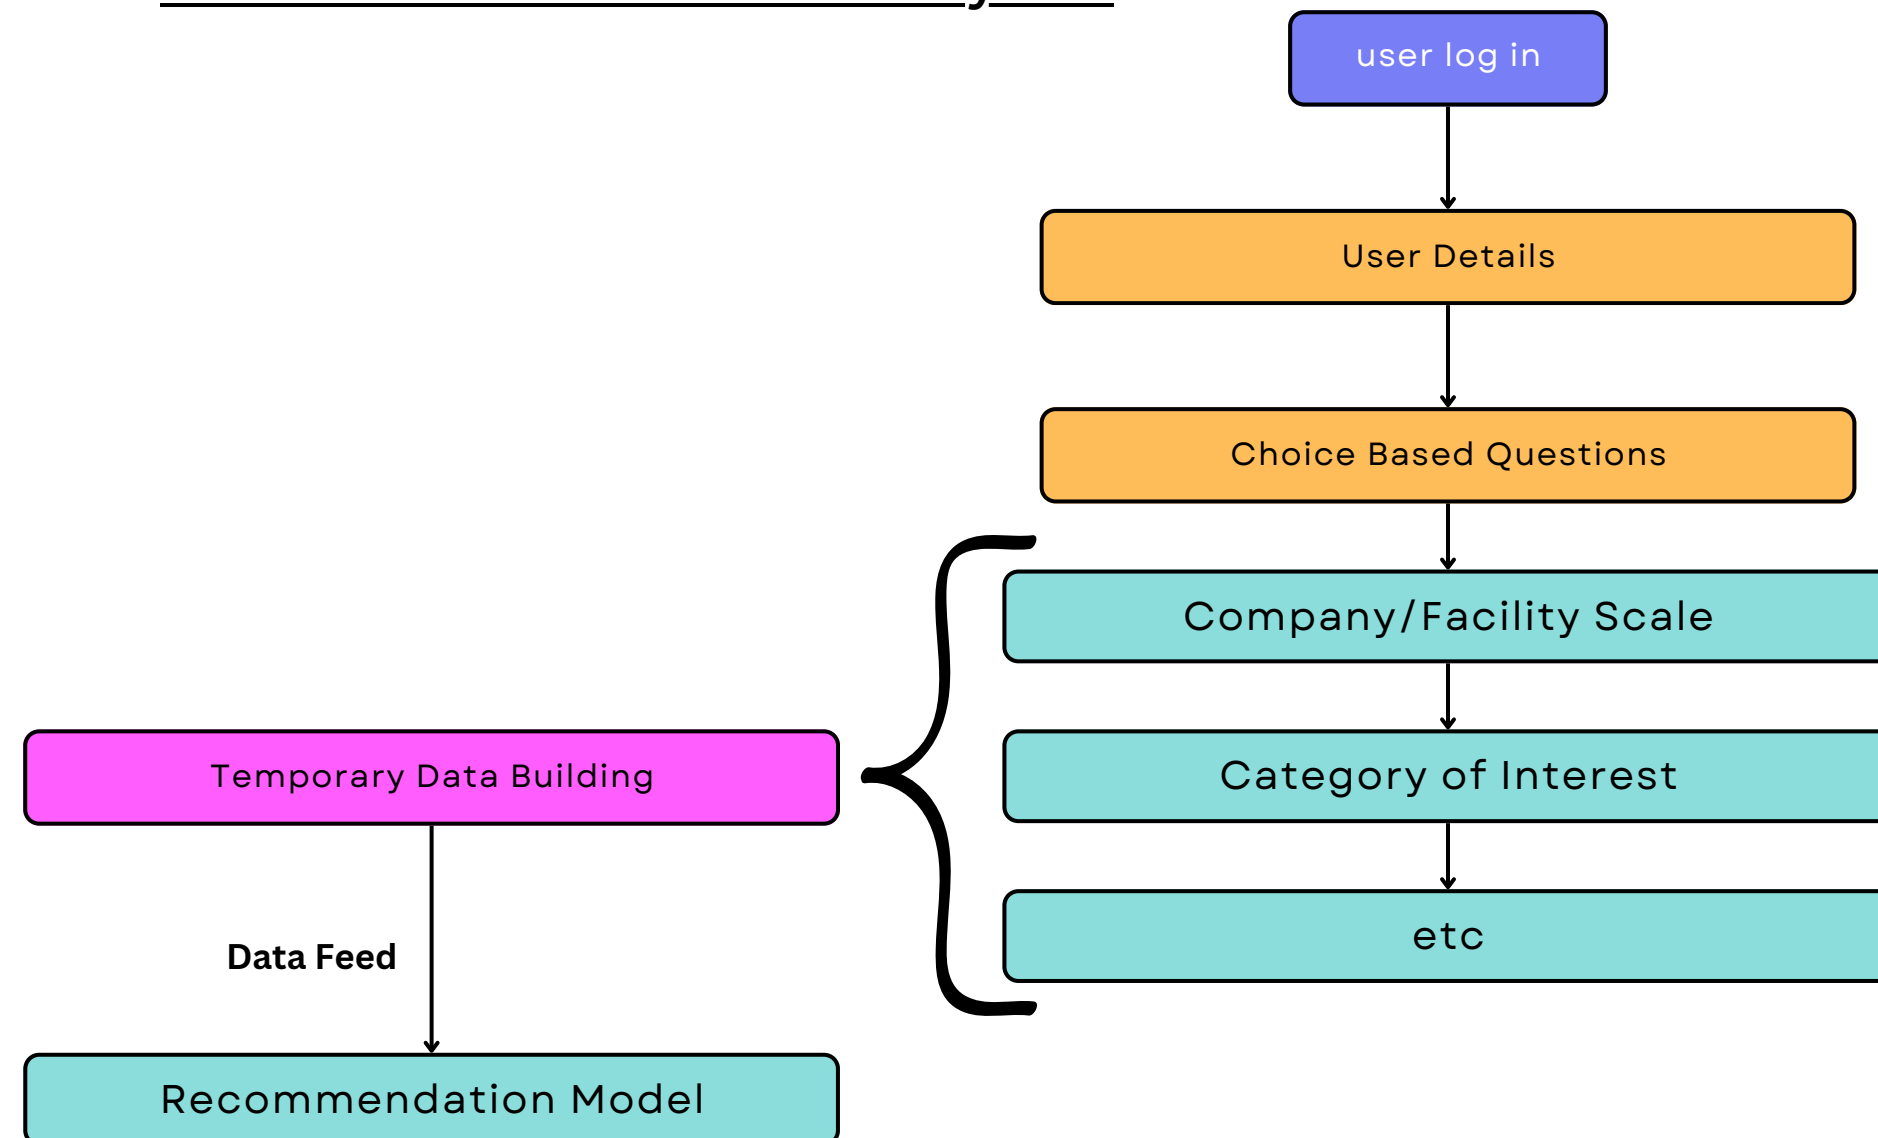 user log in
User Details
Choice Based Questions
Company/Facility Scale
Category of Interest
etc
Temporary Data Building
Data Feed
Recommendation Model